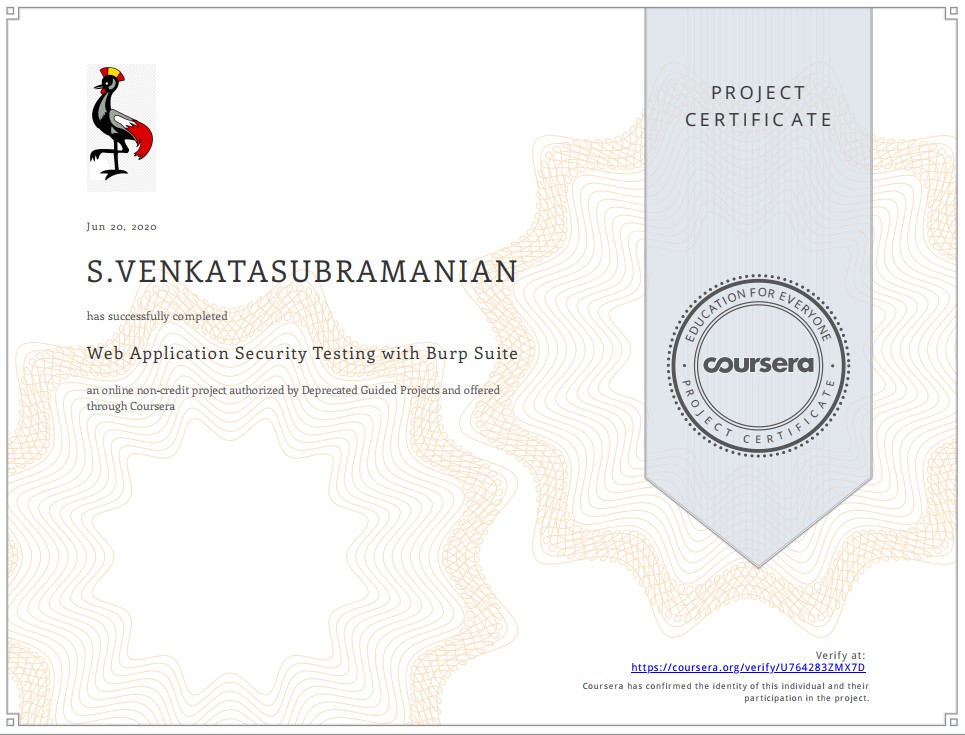 PROJECT
CERTIFICATE
Jun 20, 2020
S.VENKATASUBRAMANIAN
has successfully completed
Web Application Security Testing with Burp Suite
an online non-credit project authorized by Deprecated Guided Projects and offered
through Coursera
EDUCATION FOR EVERYONE
coursera
PROJECT CERTIFICATE
Verify at:
https://coursera.org/verify/U764283ZMX7D
Coursera has confirmed the identity of this individual and their
participation in the project.